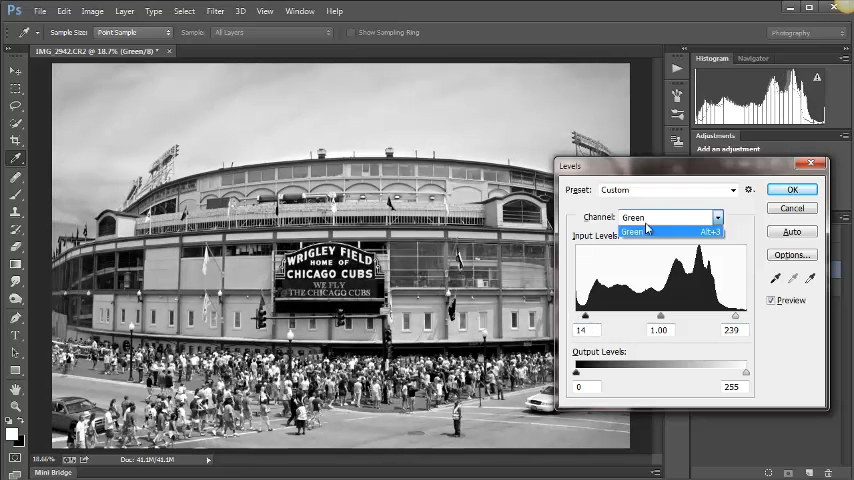 Ps File Edit Image Layer Type Select Filter 3D View Window Help
Sample Size: Point Sample Sample: All Layers Show Sampling Ring Photography
IMG_2942.CR2 @ 18.7% (Green/8) * ×
Histogram Navigator
Adjustments
Add an adjustment
Levels
Preset: Custom
OK
Channel: Green
Cancel
Green Alt+3
Input Levels:
Auto
Options...
Preview
14 1.00 239
Output Levels:
0 255
WRIGLEY FIELD
HOME OF
CHICAGO CUBS
WE FLY
THE CHICAGO CUBS
18.66% Doc: 41.1M/41.1M
Mini Bridge